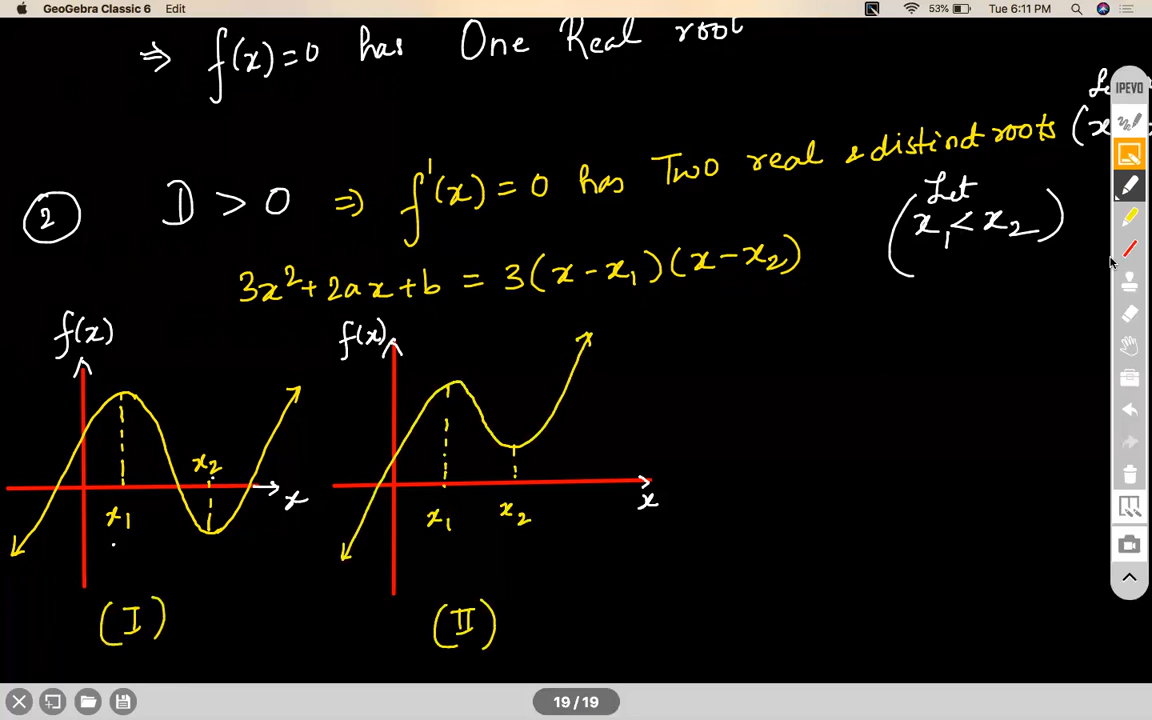 GeoGebra Classic 6 Edit 53% Tue 6:11 PM
⇒ f(x)=0 has One Real root
IPEVO
② D > 0 ⇒ f'(x) = 0 has Two real & distinct roots (x
(Let x₁ < x₂)
3x²+2ax+b = 3(x-x₁)(x-x₂)
f(x) f(x)
x₂
x₁ x
x₁ x₂ x
(I) (II)
19 / 19